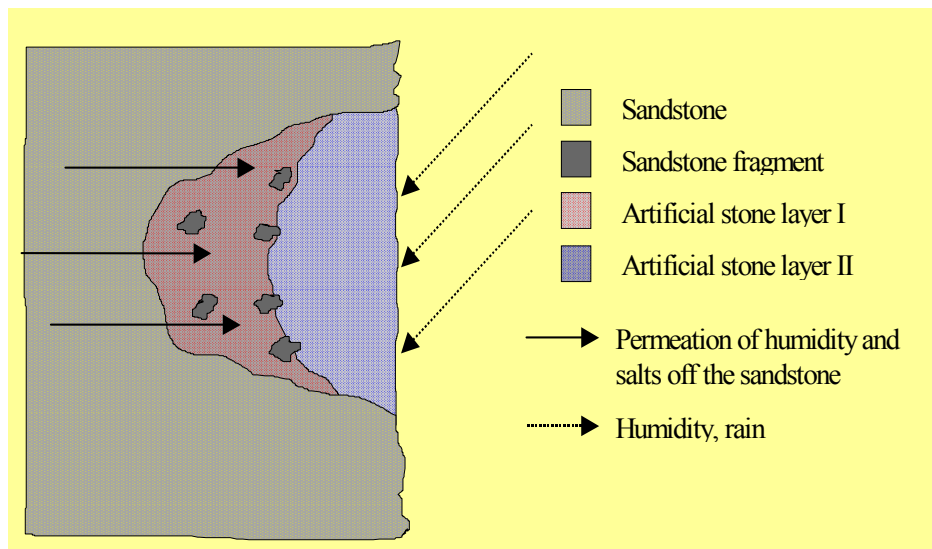 Sandstone
Sandstone fragment
Artificial stone layer I
Artificial stone layer II
Permeation of humidity and
salts off the sandstone
Humidity, rain